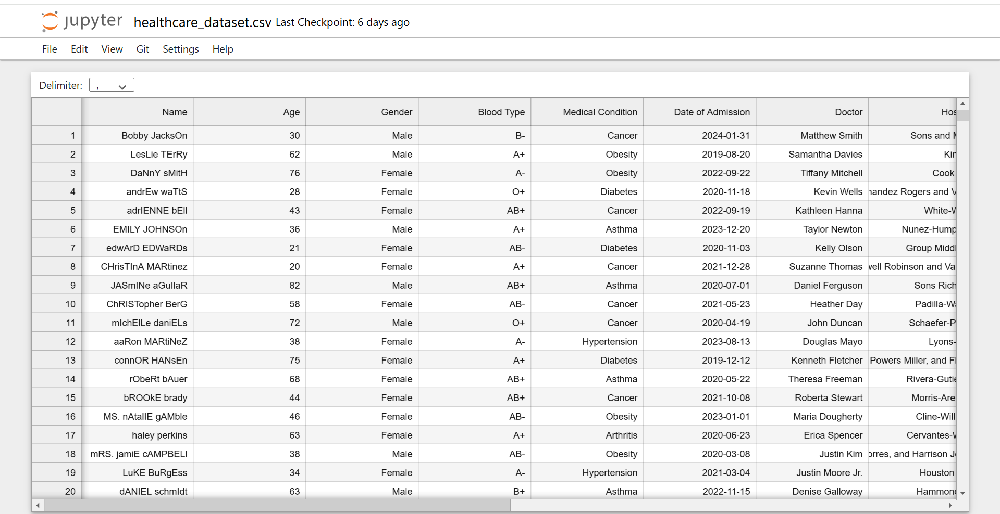 jupyter healthcare_dataset.csv Last Checkpoint: 6 days ago
File Edit View Git Settings Help
Delimiter: ,
Name Age Gender Blood Type Medical Condition Date of Admission Doctor Hos
1 Bobby JacksOn 30 Male B- Cancer 2024-01-31 Matthew Smith Sons and M
2 LesLie TErRy 62 Male A+ Obesity 2019-08-20 Samantha Davies Kim
3 DaNnY sMitH 76 Female A- Obesity 2022-09-22 Tiffany Mitchell Cook
4 andrEw waTtS 28 Female O+ Diabetes 2020-11-18 Kevin Wells nandez Rogers and V
5 adrIENNE bEll 43 Female AB+ Cancer 2022-09-19 Kathleen Hanna White-W
6 EMILY JOHNSOn 36 Male A+ Asthma 2023-12-20 Taylor Newton Nunez-Hump
7 edwArD EDWaRDs 21 Female AB- Diabetes 2020-11-03 Kelly Olson Group Middl
8 CHrisTInA MARtinez 20 Female A+ Cancer 2021-12-28 Suzanne Thomas well Robinson and Val
9 JASmINe aGuIlaR 82 Male AB+ Asthma 2020-07-01 Daniel Ferguson Sons Rich
10 ChRISTopher BerG 58 Female AB- Cancer 2021-05-23 Heather Day Padilla-Wa
11 mIchElLe daniELs 72 Male O+ Cancer 2020-04-19 John Duncan Schaefer-P
12 aaRon MARtiNeZ 38 Female A- Hypertension 2023-08-13 Douglas Mayo Lyons-
13 connOR HANsEn 75 Female A+ Diabetes 2019-12-12 Kenneth Fletcher Powers Miller, and Fl
14 rObeRt bAuer 68 Female AB+ Asthma 2020-05-22 Theresa Freeman Rivera-Gutie
15 bROOkE brady 44 Female AB+ Cancer 2021-10-08 Roberta Stewart Morris-Arel
16 MS. nAtalIE gAMble 46 Female AB- Obesity 2023-01-01 Maria Dougherty Cline-Willi
17 haley perkins 63 Female A+ Arthritis 2020-06-23 Erica Spencer Cervantes-W
18 mRS. jamiE cAMPBELl 38 Male AB- Obesity 2020-03-08 Justin Kim orres, and Harrison Jo
19 LuKE BuRgEss 34 Female A- Hypertension 2021-03-04 Justin Moore Jr. Houston
20 dANIEL schmIdt 63 Male B+ Asthma 2022-11-15 Denise Galloway Hammond